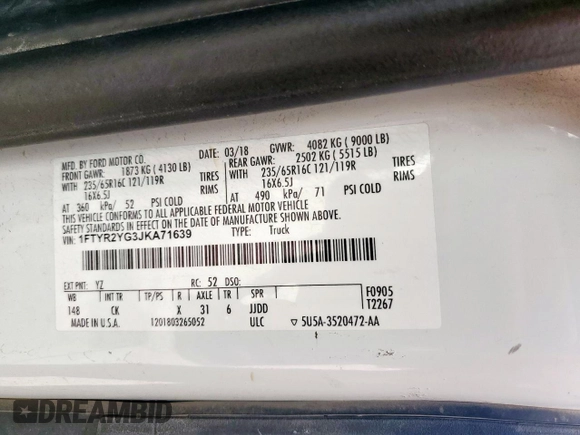 MFD. BY FORD MOTOR CO.
DATE: 03/18 GVWR: 4082 KG ( 9000 LB)
FRONT GAWR: 1873 KG ( 4130 LB) REAR GAWR: 2502 KG ( 5515 LB)
WITH 235/65R16C 121/119R TIRES WITH 235/65R16C 121/119R TIRES
16X6.5J RIMS 16X6.5J RIMS
AT 360 kPa/ 52 PSI COLD AT 490 kPa/ 71 PSI COLD
THIS VEHICLE CONFORMS TO ALL APPLICABLE FEDERAL MOTOR VEHICLE
SAFETY STANDARDS IN EFFECT ON THE DATE OF MANUFACTURE SHOWN ABOVE.
VIN: 1FTYR2YG3JKA71639 TYPE: Truck
EXT PNT: YZ RC: 52 DSO: F0905
WB INT TR TP/PS R AXLE TR SPR T2267
148 CK X 31 6 JJDD
MADE IN U.S.A. 1201803265052 ULC ▽ 5U5A-3520472-AA
DREAMBID